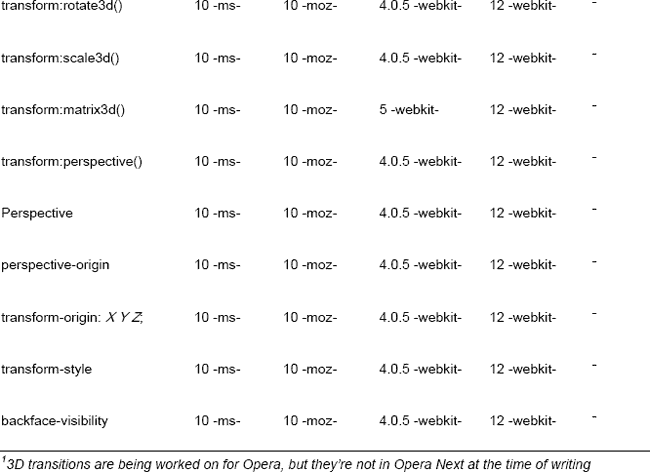 transform:rotate3d() 10 -ms- 10 -moz- 4.0.5 -webkit- 12 -webkit- -
transform:scale3d() 10 -ms- 10 -moz- 4.0.5 -webkit- 12 -webkit- -
transform:matrix3d() 10 -ms- 10 -moz- 5 -webkit- 12 -webkit- -
transform:perspective() 10 -ms- 10 -moz- 4.0.5 -webkit- 12 -webkit- -
Perspective 10 -ms- 10 -moz- 4.0.5 -webkit- 12 -webkit- -
perspective-origin 10 -ms- 10 -moz- 4.0.5 -webkit- 12 -webkit- -
transform-origin: X Y Z; 10 -ms- 10 -moz- 4.0.5 -webkit- 12 -webkit- -
transform-style 10 -ms- 10 -moz- 4.0.5 -webkit- 12 -webkit- -
backface-visibility 10 -ms- 10 -moz- 4.0.5 -webkit- 12 -webkit- -
¹3D transitions are being worked on for Opera, but they’re not in Opera Next at the time of writing